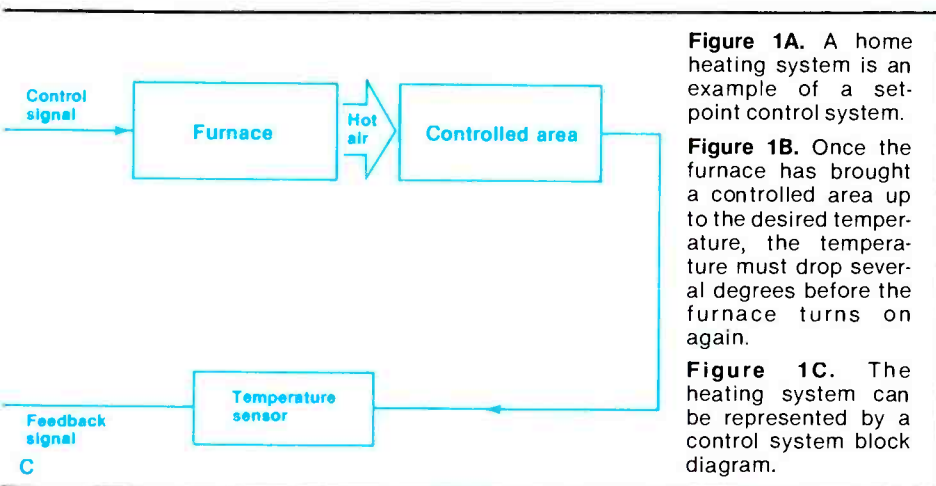 Control
signal
Furnace
Hot
air
Controlled area
Temperature
sensor
Feedback
signal
C
Figure 1A. A home
heating system is an
example of a set-
point control system.
Figure 1B. Once the
furnace has brought
a controlled area up
to the desired temper-
ature, the tempera-
ture must drop sever-
al degrees before the
furnace turns on
again.
Figure 1C. The
heating system can
be represented by a
control system block
diagram.